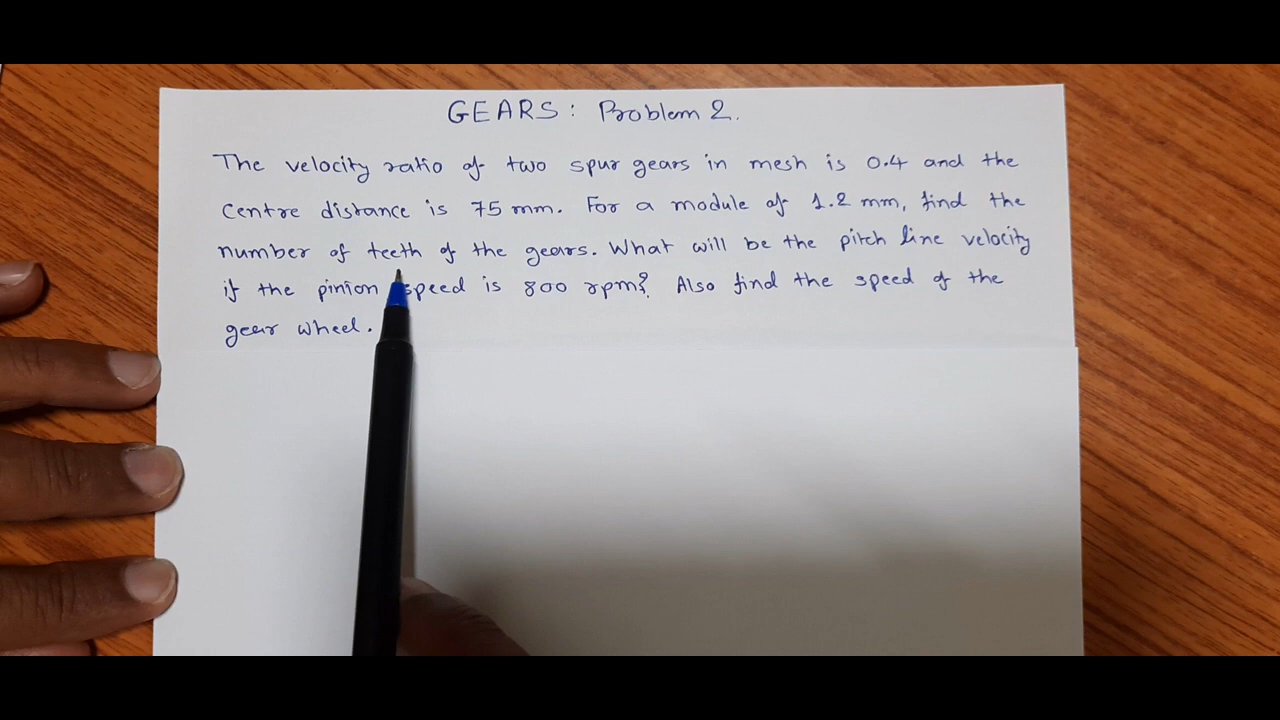 GEARS: Problem 2.
The velocity ratio of two spur gears in mesh is 0.4 and the
centre distance is 75 mm. For a module of 1.2 mm, find the
number of teeth of the gears. What will be the pitch line velocity
if the pinion speed is 800 rpm? Also find the speed of the
gear wheel.